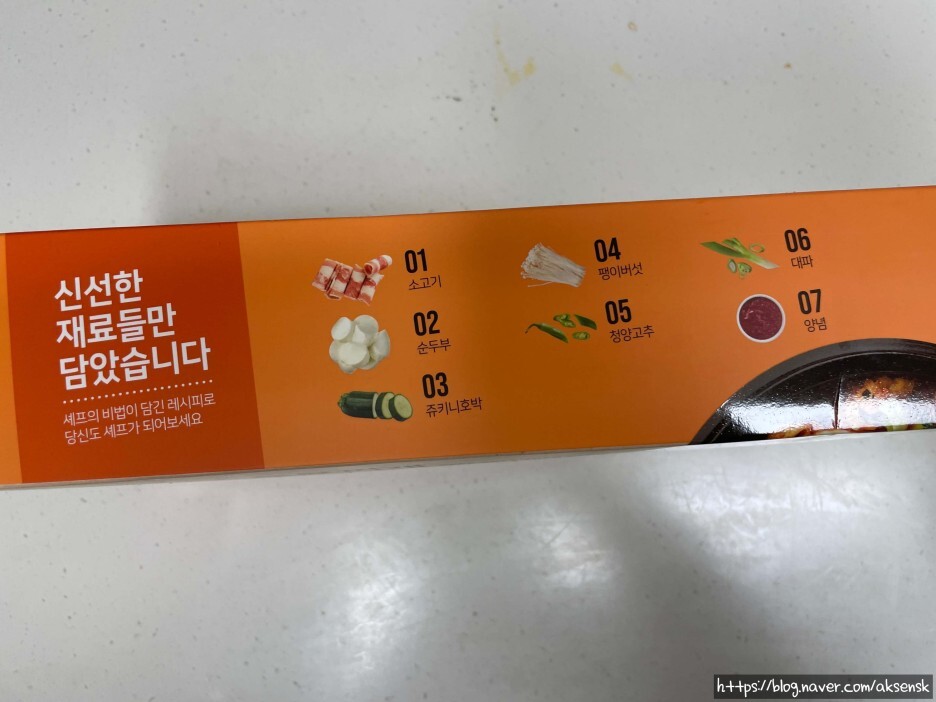 신선한
재료들만
담았습니다
셰프의 비법이 담긴 레시피로
당신도 셰프가 되어보세요
01
소고기
02
순두부
03
쥬키니호박
04
팽이버섯
05
청양고추
06
대파
07
양념
https://blog.naver.com/aksensk